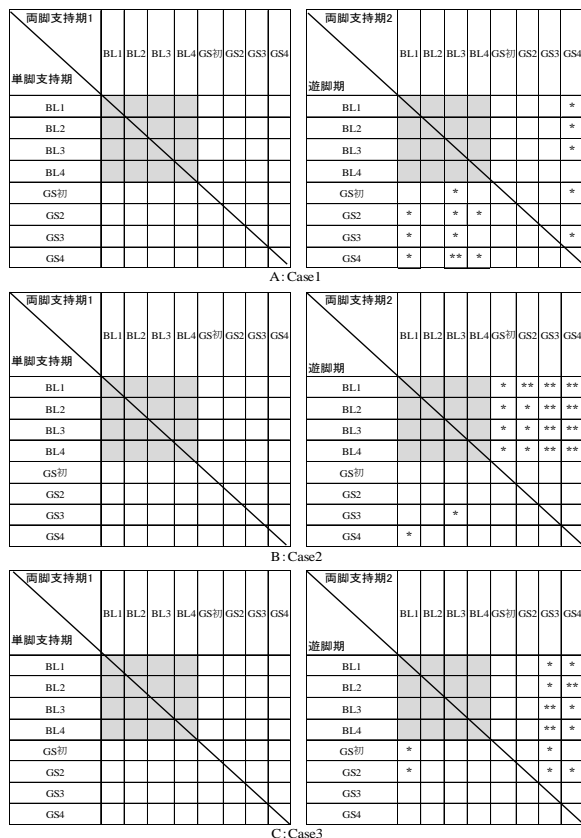 両脚支持期1 BL1 BL2 BL3 BL4 GS初 GS2 GS3 GS4
単脚支持期
BL1
BL2
BL3
BL4
GS初
GS2
GS3
GS4
両脚支持期2 BL1 BL2 BL3 BL4 GS初 GS2 GS3 GS4
遊脚期
BL1 *
BL2 *
BL3 *
BL4
GS初 * *
GS2 * * *
GS3 * * *
GS4 * ** *
A:Case1
両脚支持期1 BL1 BL2 BL3 BL4 GS初 GS2 GS3 GS4
単脚支持期
BL1
BL2
BL3
BL4
GS初
GS2
GS3
GS4
両脚支持期2 BL1 BL2 BL3 BL4 GS初 GS2 GS3 GS4
遊脚期
BL1 * ** ** **
BL2 * * ** **
BL3 * * ** **
BL4 * * ** **
GS初
GS2
GS3 *
GS4 *
B:Case2
両脚支持期1 BL1 BL2 BL3 BL4 GS初 GS2 GS3 GS4
単脚支持期
BL1
BL2
BL3
BL4
GS初
GS2
GS3
GS4
両脚支持期2 BL1 BL2 BL3 BL4 GS初 GS2 GS3 GS4
遊脚期
BL1 * *
BL2 * **
BL3 ** *
BL4 ** *
GS初 * *
GS2 * * *
GS3
GS4
C:Case3